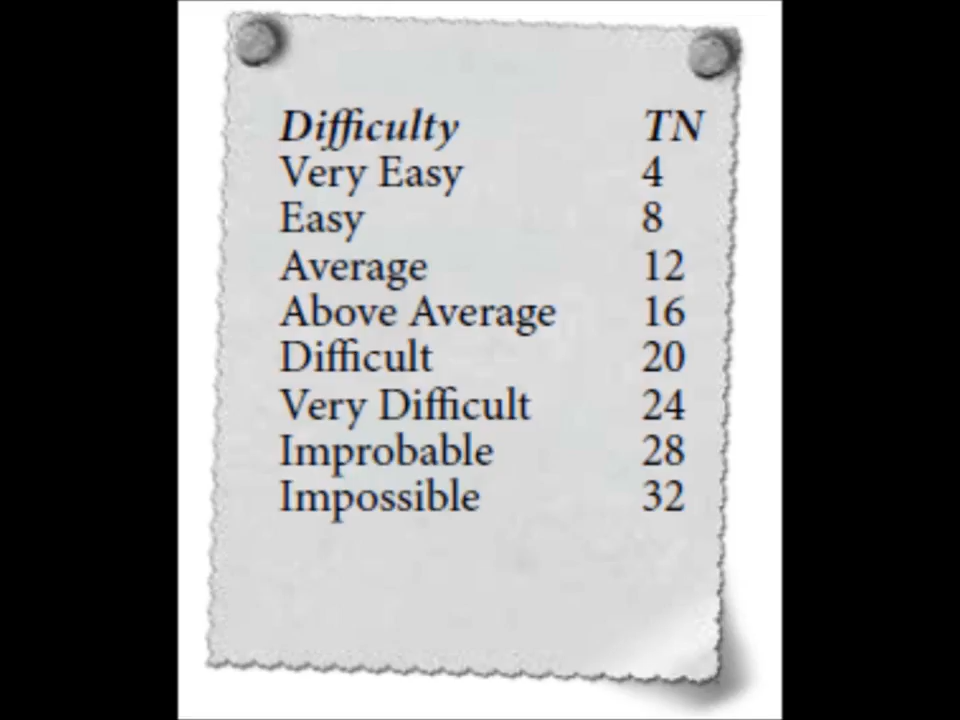 Difficulty TN
Very Easy 4
Easy 8
Average 12
Above Average 16
Difficult 20
Very Difficult 24
Improbable 28
Impossible 32